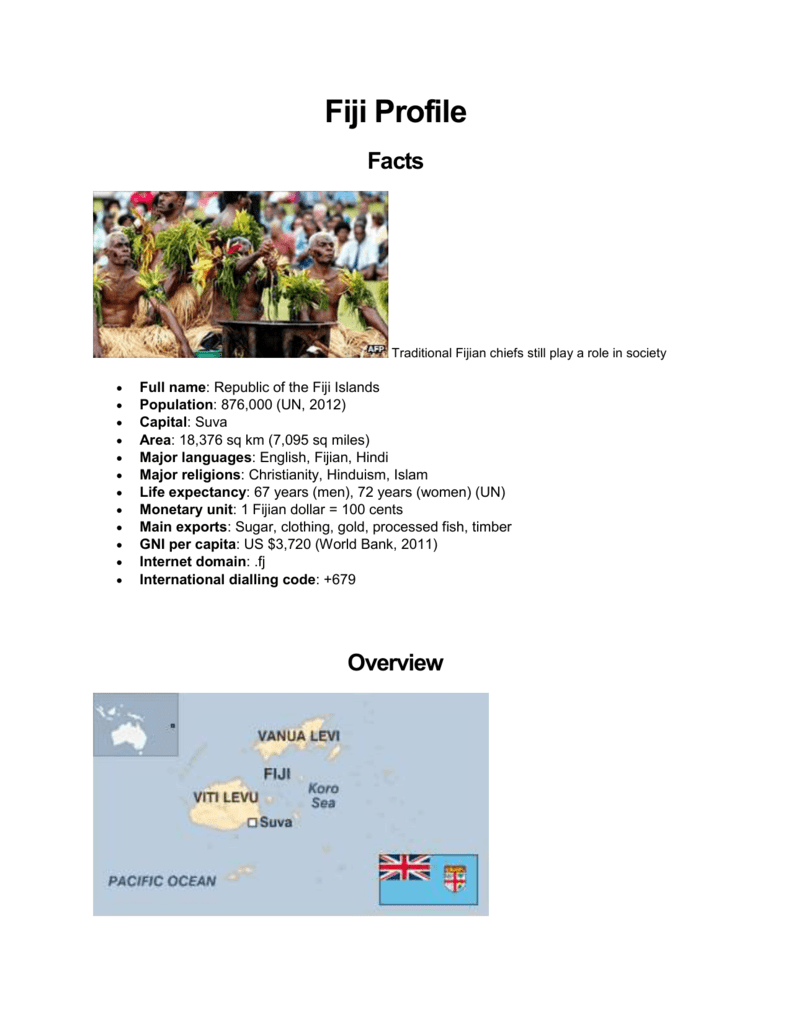 Fiji Profile
Facts
AFP
Traditional Fijian chiefs still play a role in society
• Full name: Republic of the Fiji Islands
• Population: 876,000 (UN, 2012)
• Capital: Suva
• Area: 18,376 sq km (7,095 sq miles)
• Major languages: English, Fijian, Hindi
• Major religions: Christianity, Hinduism, Islam
• Life expectancy: 67 years (men), 72 years (women) (UN)
• Monetary unit: 1 Fijian dollar = 100 cents
• Main exports: Sugar, clothing, gold, processed fish, timber
• GNI per capita: US $3,720 (World Bank, 2011)
• Internet domain: .fj
• International dialling code: +679
Overview
VANUA LEVI
FIJI
VITI LEVU
Koro
Sea
Suva
PACIFIC OCEAN